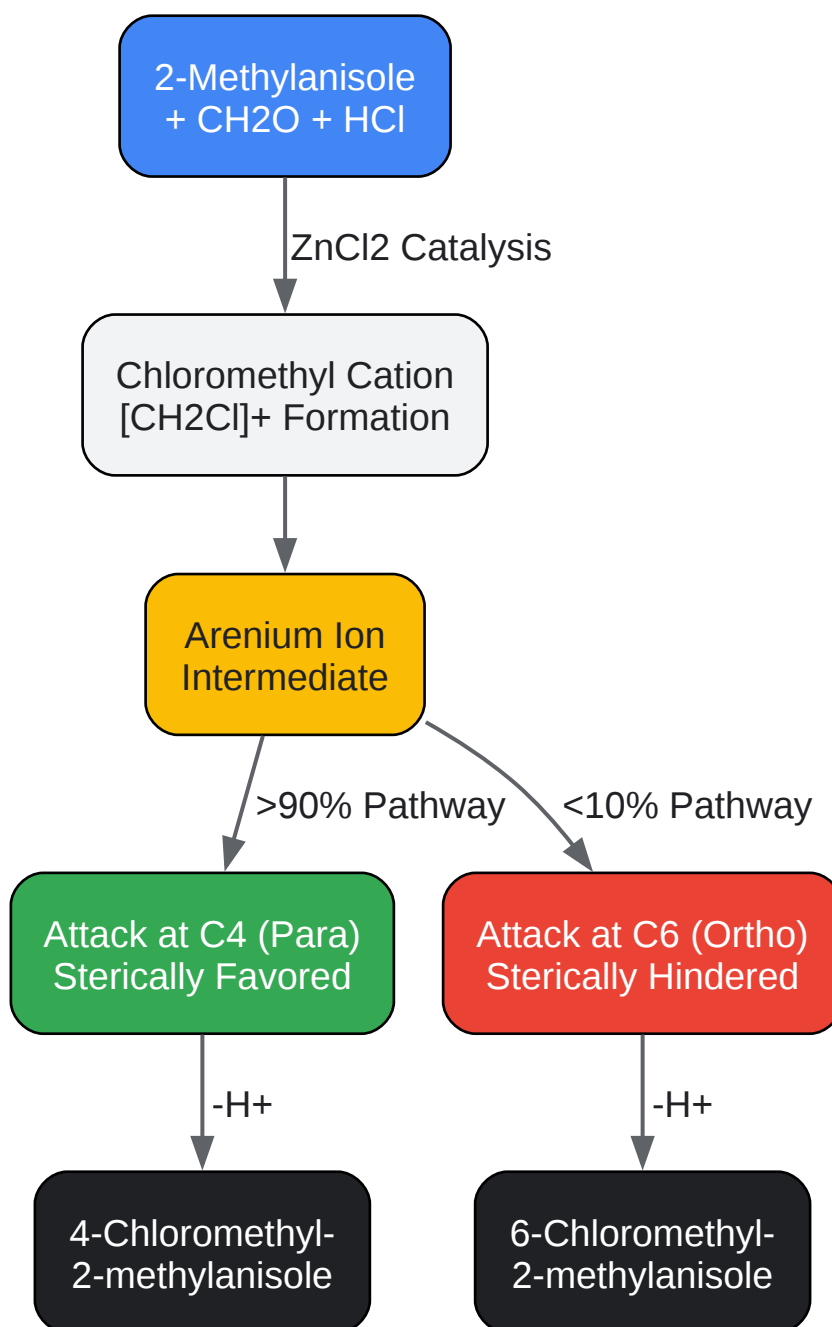 2-Methylanisole
+ CH2O + HCl
ZnCl2 Catalysis
Chloromethyl Cation
[CH2Cl]+ Formation
Arenium Ion
Intermediate
>90% Pathway
<10% Pathway
Attack at C4 (Para)
Sterically Favored
Attack at C6 (Ortho)
Sterically Hindered
-H+
-H+
4-Chloromethyl-
2-methylanisole
6-Chloromethyl-
2-methylanisole